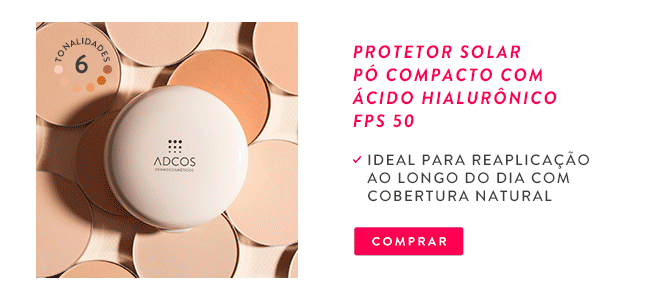 TONALIDADES
6
ADCOS
DERMOCOSMÉTICOS
PROTETOR SOLAR
PÓ COMPACTO COM
ÁCIDO HIALURÔNICO
FPS 50
IDEAL PARA REAPLICAÇÃO
AO LONGO DO DIA COM
COBERTURA NATURAL
COMPRAR